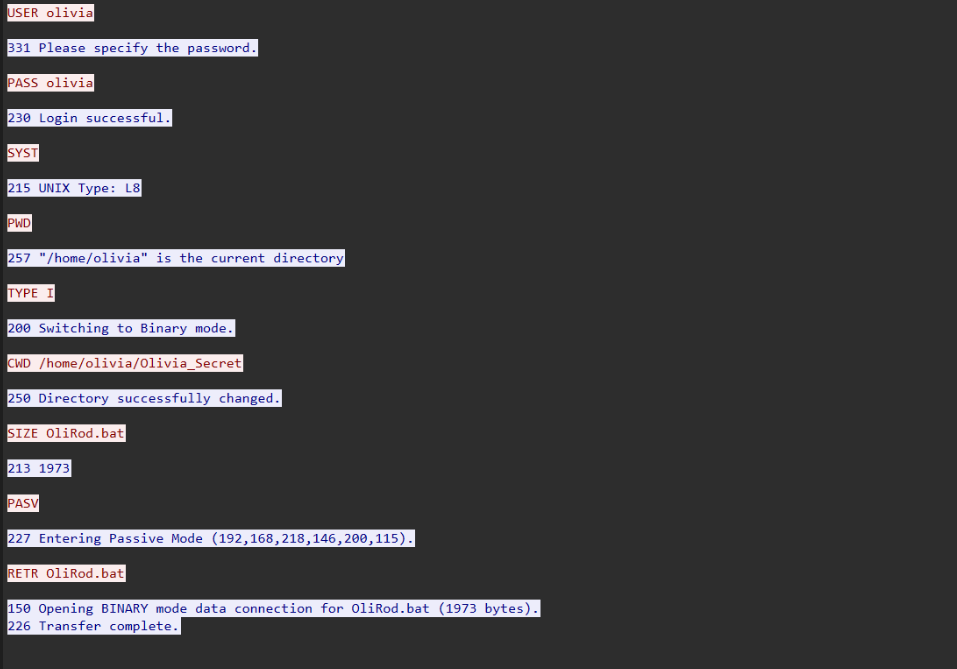 USER olivia
331 Please specify the password.
PASS olivia
230 Login successful.
SYST
215 UNIX Type: L8
PWD
257 "/home/olivia" is the current directory
TYPE I
200 Switching to Binary mode.
CWD /home/olivia/Olivia_Secret
250 Directory successfully changed.
SIZE OliRod.bat
213 1973
PASV
227 Entering Passive Mode (192,168,218,146,200,115).
RETR OliRod.bat
150 Opening BINARY mode data connection for OliRod.bat (1973 bytes).
226 Transfer complete.